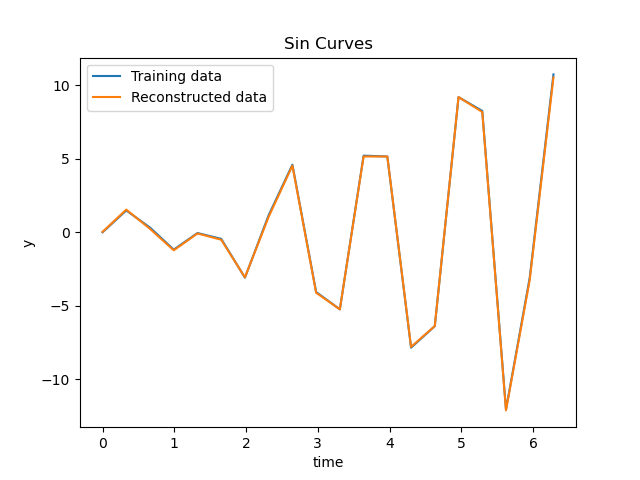 Sin Curves
Training data
Reconstructed data
10
5
0
−5
−10
y
0 1 2 3 4 5 6
time